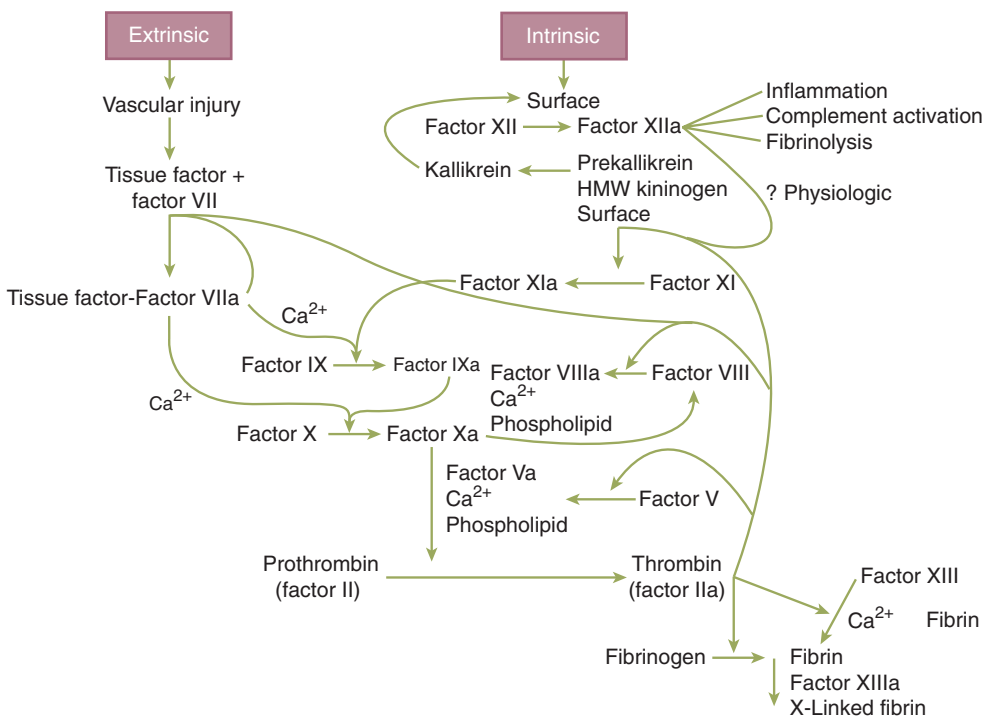 Extrinsic
Intrinsic
Vascular injury
Surface
Factor XII
Factor XIIa
Inflammation
Complement activation
Fibrinolysis
Kallikrein
Prekallikrein
HMW kininogen
Surface
? Physiologic
Tissue factor +
factor VII
Tissue factor-Factor VIIa
Factor XIa
Factor XI
Ca2+
Factor IX
Factor IXa
Factor VIIIa
Ca2+
Phospholipid
Factor VIII
Ca2+
Factor X
Factor Xa
Factor Va
Ca2+
Phospholipid
Factor V
Prothrombin
(factor II)
Thrombin
(factor IIa)
Factor XIII
Ca2+
Fibrin
Fibrinogen
Fibrin
Factor XIIIa
X-Linked fibrin